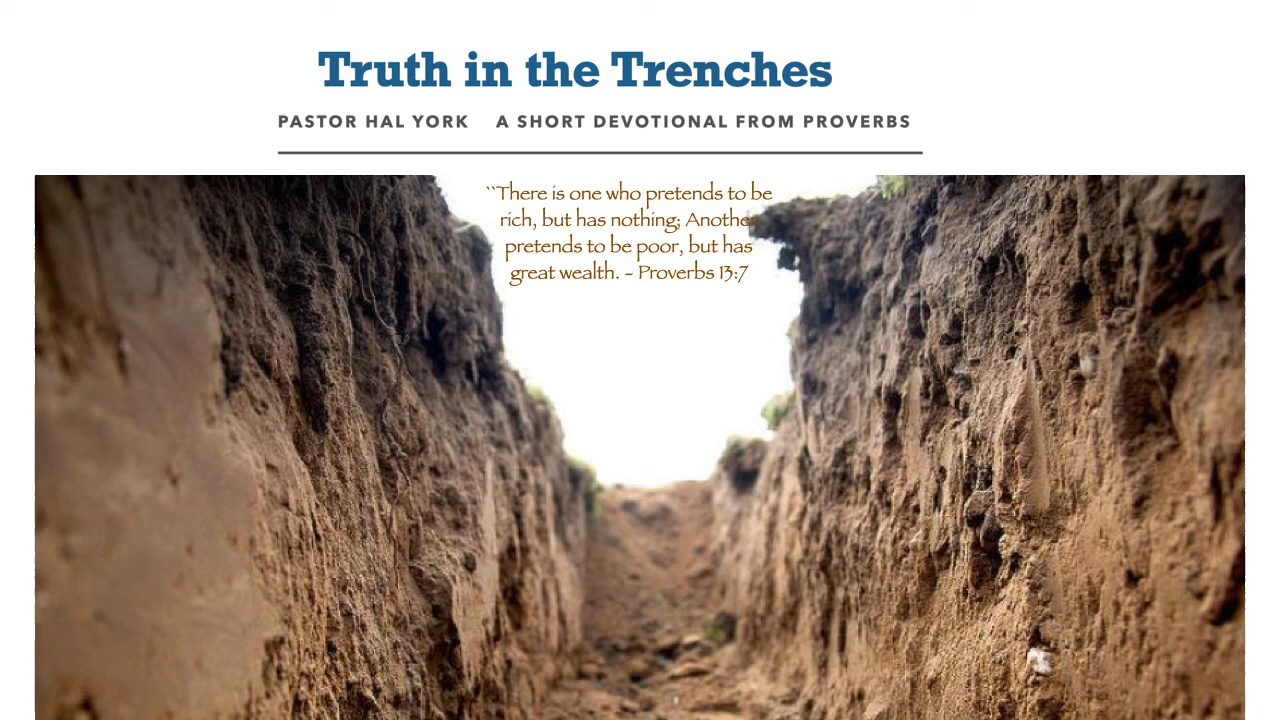 Truth in the Trenches
PASTOR HAL YORK A SHORT DEVOTIONAL FROM PROVERBS
``There is one who pretends to be
rich, but has nothing; Another
pretends to be poor, but has
great wealth. - Proverbs 13:7